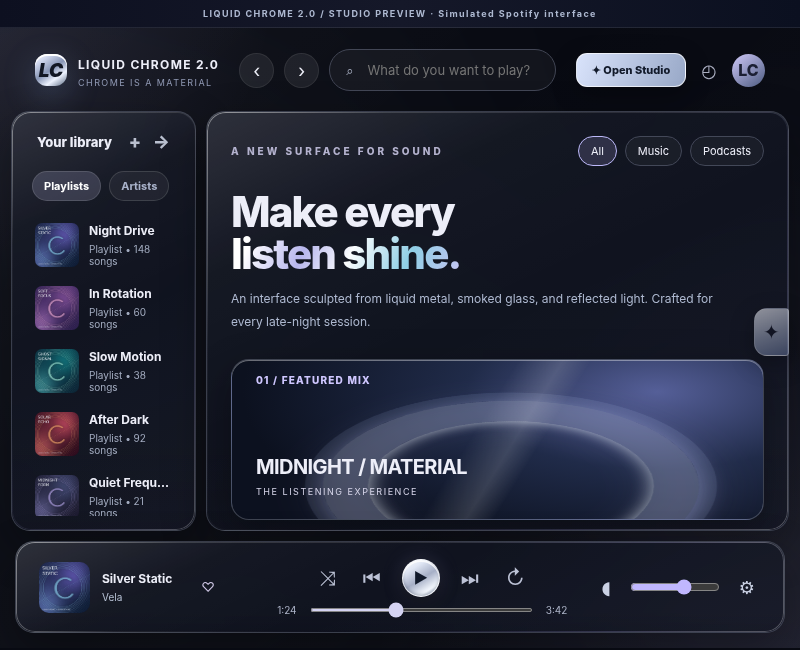 LIQUID CHROME 2.0 / STUDIO PREVIEW · Simulated Spotify interface
LC
LIQUID CHROME 2.0
CHROME IS A MATERIAL
What do you want to play?
✦ Open Studio
LC
Your library
Playlists
Artists
Night Drive
Playlist • 148
songs
In Rotation
Playlist • 60
songs
Slow Motion
Playlist • 38
songs
After Dark
Playlist • 92
songs
Quiet Frequ...
Playlist • 21
songs
A NEW SURFACE FOR SOUND
All
Music
Podcasts
Make every
listen shine.
An interface sculpted from liquid metal, smoked glass, and reflected light. Crafted for
every late-night session.
01 / FEATURED MIX
MIDNIGHT / MATERIAL
THE LISTENING EXPERIENCE
SILVER
STATIC
Silver Static
Vela
1:24
3:42